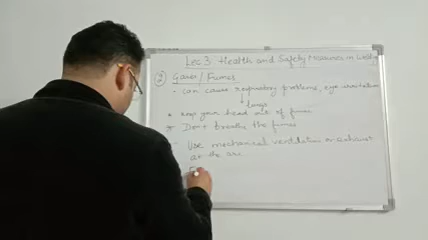 Lec 3 Health and Safety Measures in Welding
② Gases/Fumes
- can cause respiratory problems, eye irritation
↓
lungs
* Keep your head out of fumes
* Don't breathe the fumes
- Use mechanical ventilation or exhaust
at the arc